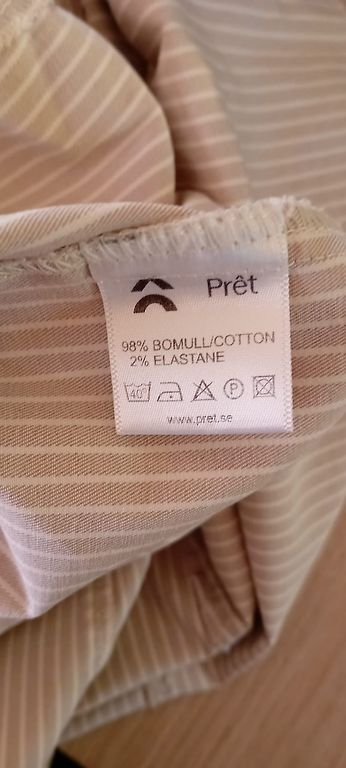 Prêt
98% BOMULL/COTTON
2% ELASTANE
40° P
www.pret.se